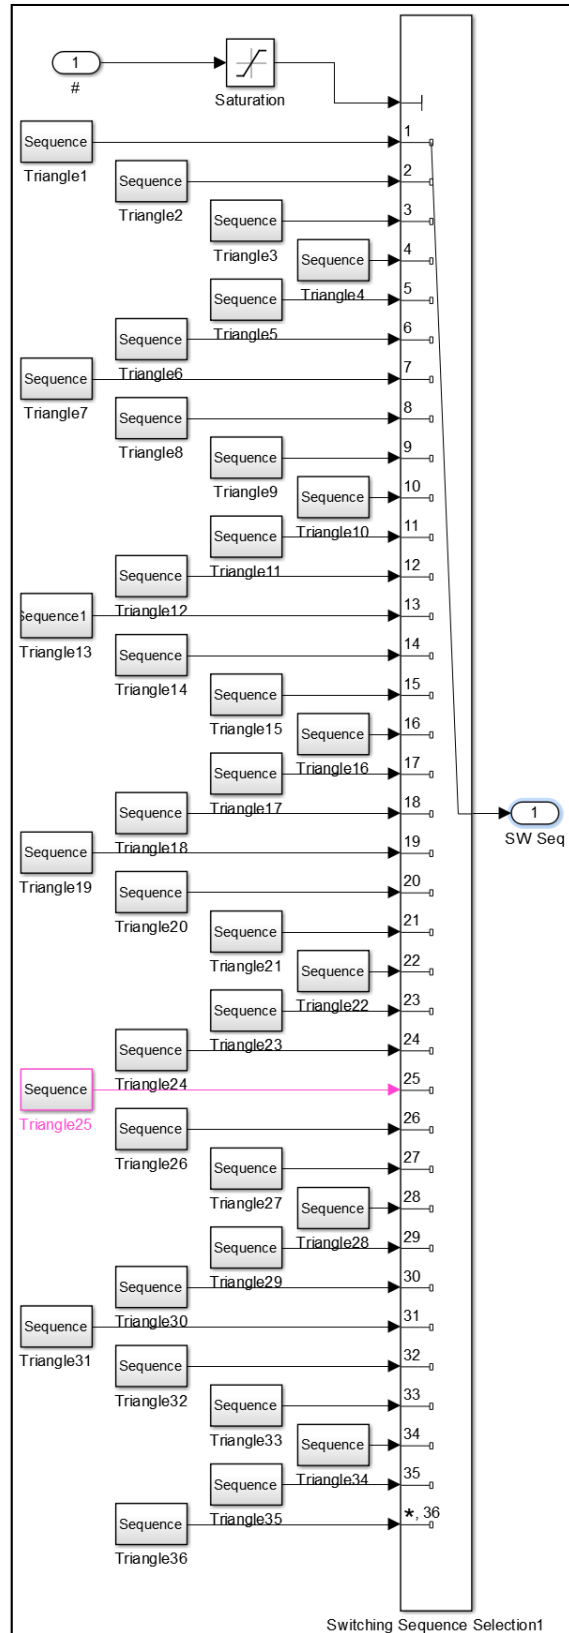 1
#
Saturation
1
Sequence
Triangle1
2
Sequence
Triangle2
3
Sequence
Triangle3
4
Sequence
Triangle4
5
Sequence
Triangle5
6
Sequence
Triangle6
7
Sequence
Triangle7
8
Sequence
Triangle8
9
Sequence
Triangle9
10
Sequence
Triangle10
11
Sequence
Triangle11
12
Sequence
Triangle12
13
Sequence1
Triangle13
14
Sequence
Triangle14
15
Sequence
Triangle15
16
Sequence
Triangle16
17
Sequence
Triangle17
18
Sequence
Triangle18
1
SW Seq
19
Sequence
Triangle19
20
Sequence
Triangle20
21
Sequence
Triangle21
22
Sequence
Triangle22
23
Sequence
Triangle23
24
Sequence
Triangle24
25
Sequence
Triangle25
26
Sequence
Triangle26
27
Sequence
Triangle27
28
Sequence
Triangle28
29
Sequence
Triangle29
30
Sequence
Triangle30
31
Sequence
Triangle31
32
Sequence
Triangle32
33
Sequence
Triangle33
34
Sequence
Triangle34
35
Sequence
Triangle35
*, 36
Sequence
Triangle36
Switching Sequence Selection1